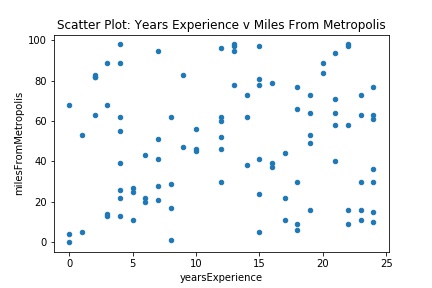 Scatter Plot: Years Experience v Miles From Metropolis
100
80
60
40
20
0
milesFromMetropolis
0 5 10 15 20 25
yearsExperience